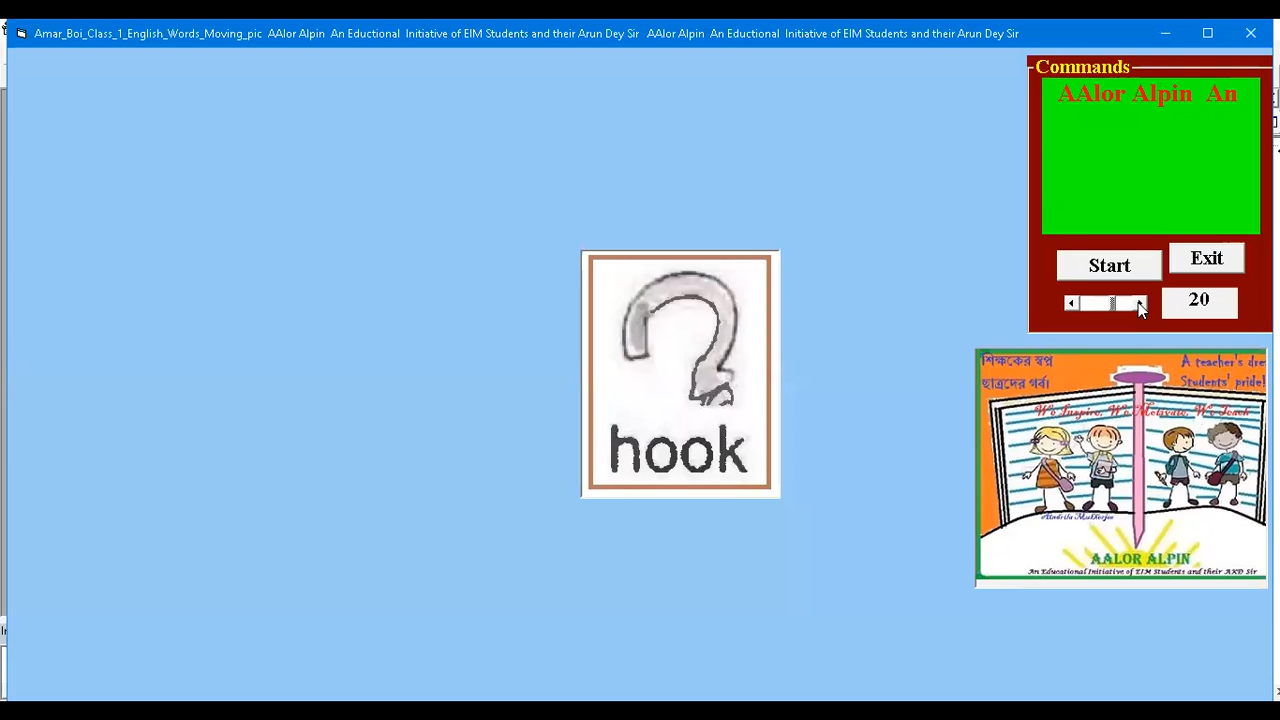 Amar_Boi_Class_1_English_Words_Moving_pic AAlor Alpin An Eductional Initiative of EIM Students and their Arun Dey Sir AAlor Alpin An Eductional Initiative of EIM Students and their Arun Dey Sir
Commands
AAlor Alpin An
Start
Exit
20
hook
শিক্ষকের স্বপ্ন
ছাত্রদের গর্ব।
A teacher's dre
Students' pride!
We Inspire, We Motivate, We Teach
Aindrila Mukherjee
AALOR ALPIN
An Educational Initiative of EIM Students and their AKD Sir